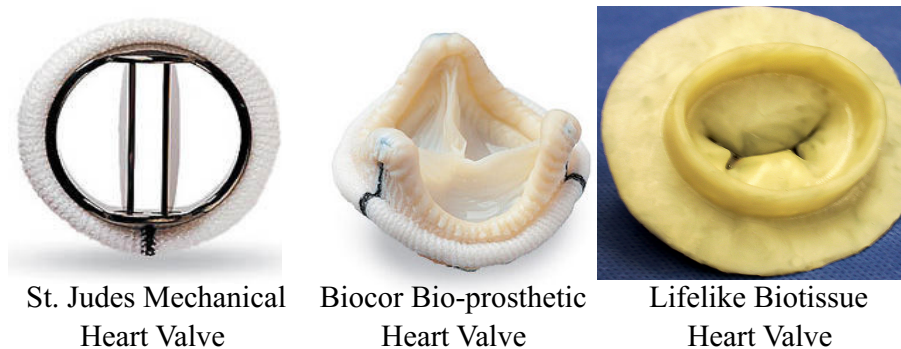 St. Judes Mechanical
Heart Valve
Biocor Bio-prosthetic
Heart Valve
Lifelike Biotissue
Heart Valve